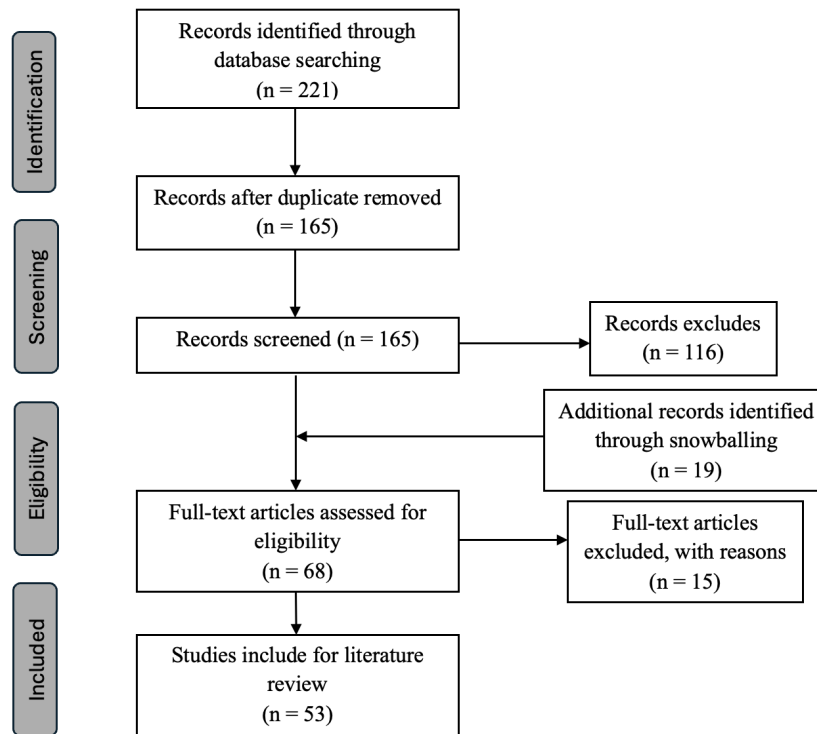 Identification
Records identified through
database searching
(n = 221)
Records after duplicate removed
(n = 165)
Screening
Records screened (n = 165)
Records excludes
(n = 116)
Additional records identified
through snowballing
(n = 19)
Eligibility
Full-text articles assessed for
eligibility
(n = 68)
Full-text articles
excluded, with reasons
(n = 15)
Included
Studies include for literature
review
(n = 53)